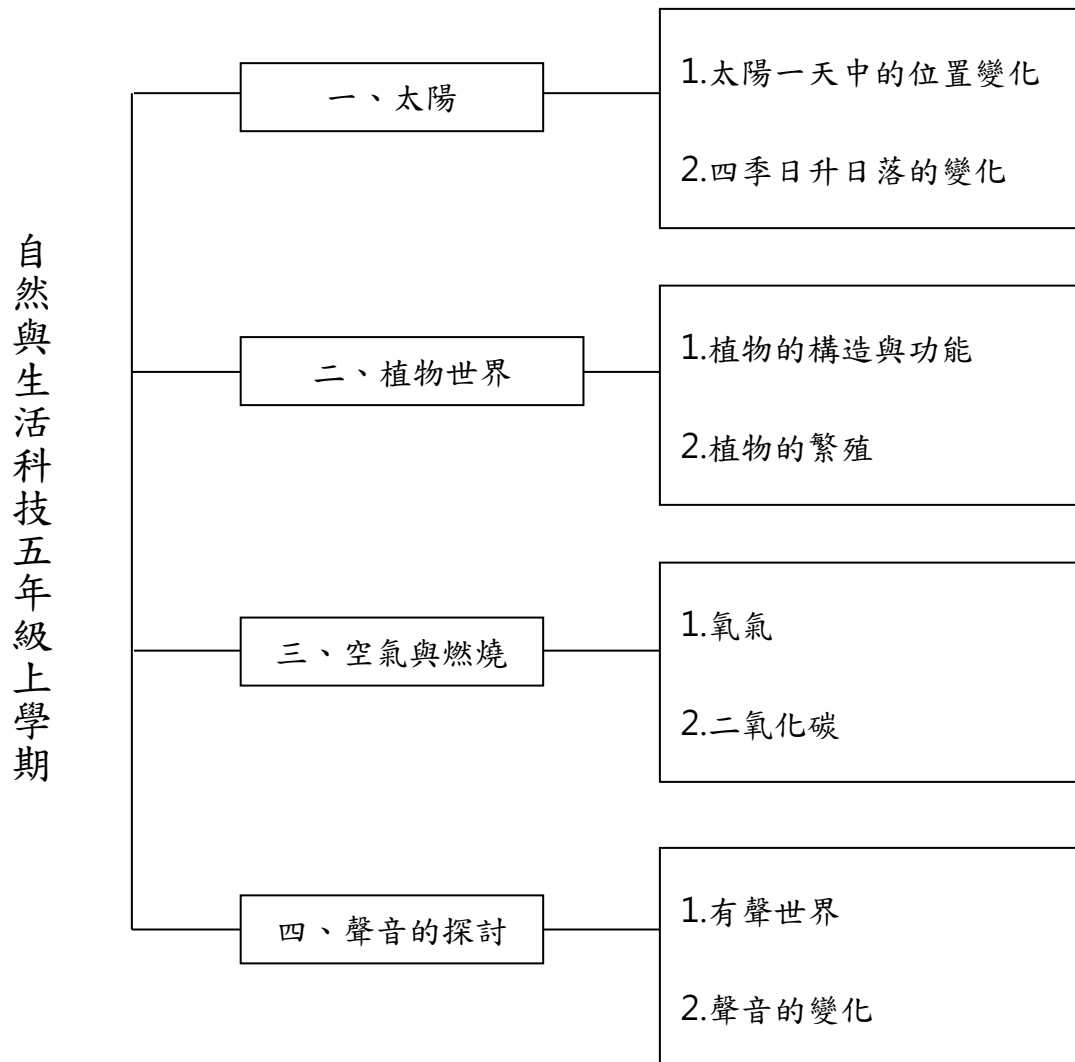 自然與生活科技五年級上學期
一、太陽
1.太陽一天中的位置變化
2.四季日升日落的變化
二、植物世界
1.植物的構造與功能
2.植物的繁殖
三、空氣與燃燒
1.氧氣
2.二氧化碳
四、聲音的探討
1.有聲世界
2.聲音的變化